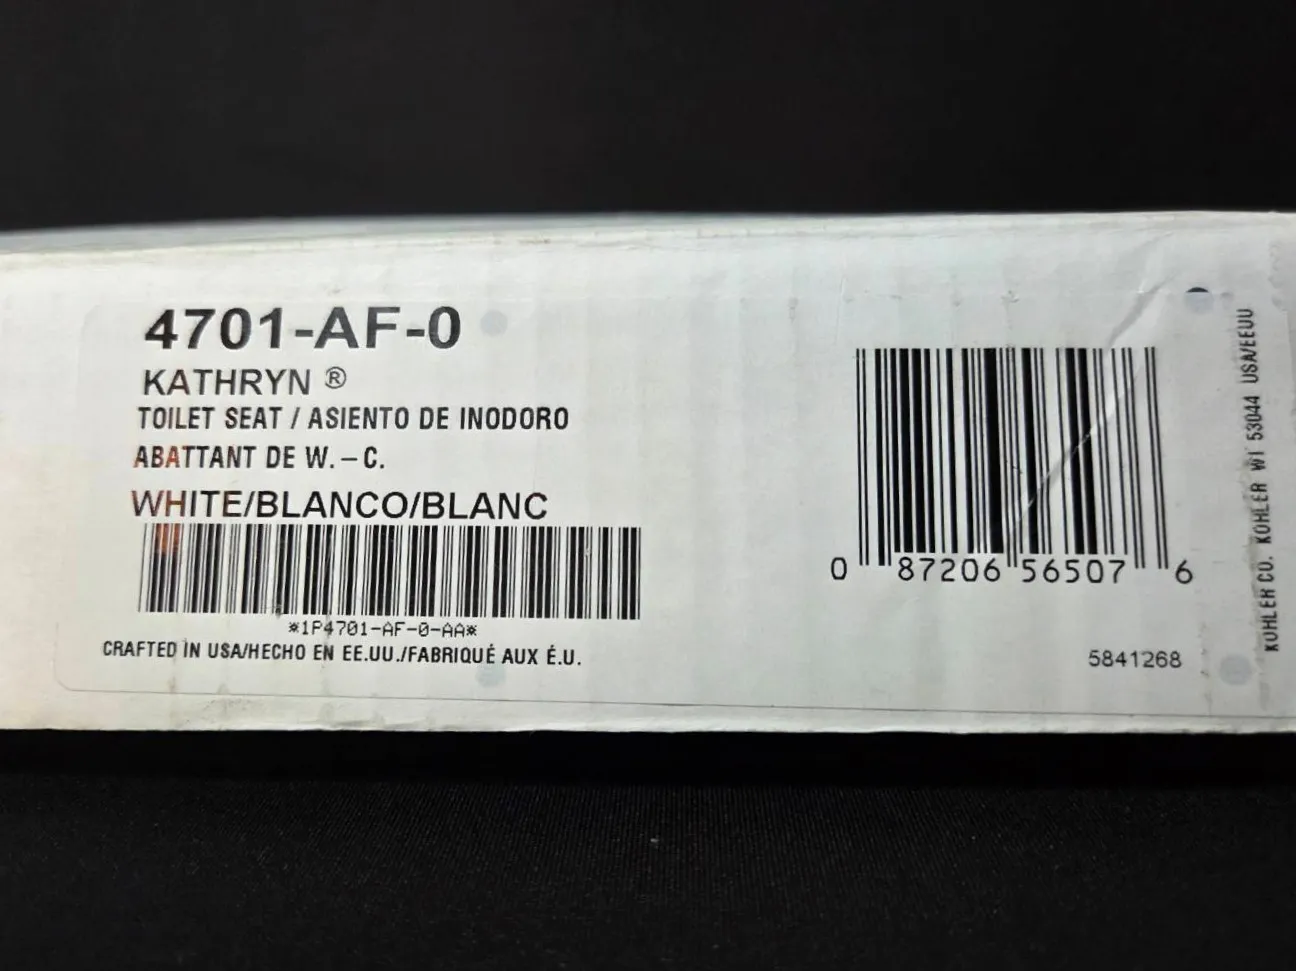 4701-AF-0
KATHRYN ®
TOILET SEAT / ASIENTO DE INODORO
ABATTANT DE W. – C.
WHITE/BLANCO/BLANC
*1P4701-AF-0-AA*
CRAFTED IN USA/HECHO EN EE.UU./FABRIQUÉ AUX É.U.
0 87206 56507 6
5841268
KOHLER CO. KOHLER WI 53044 USA/EEUU